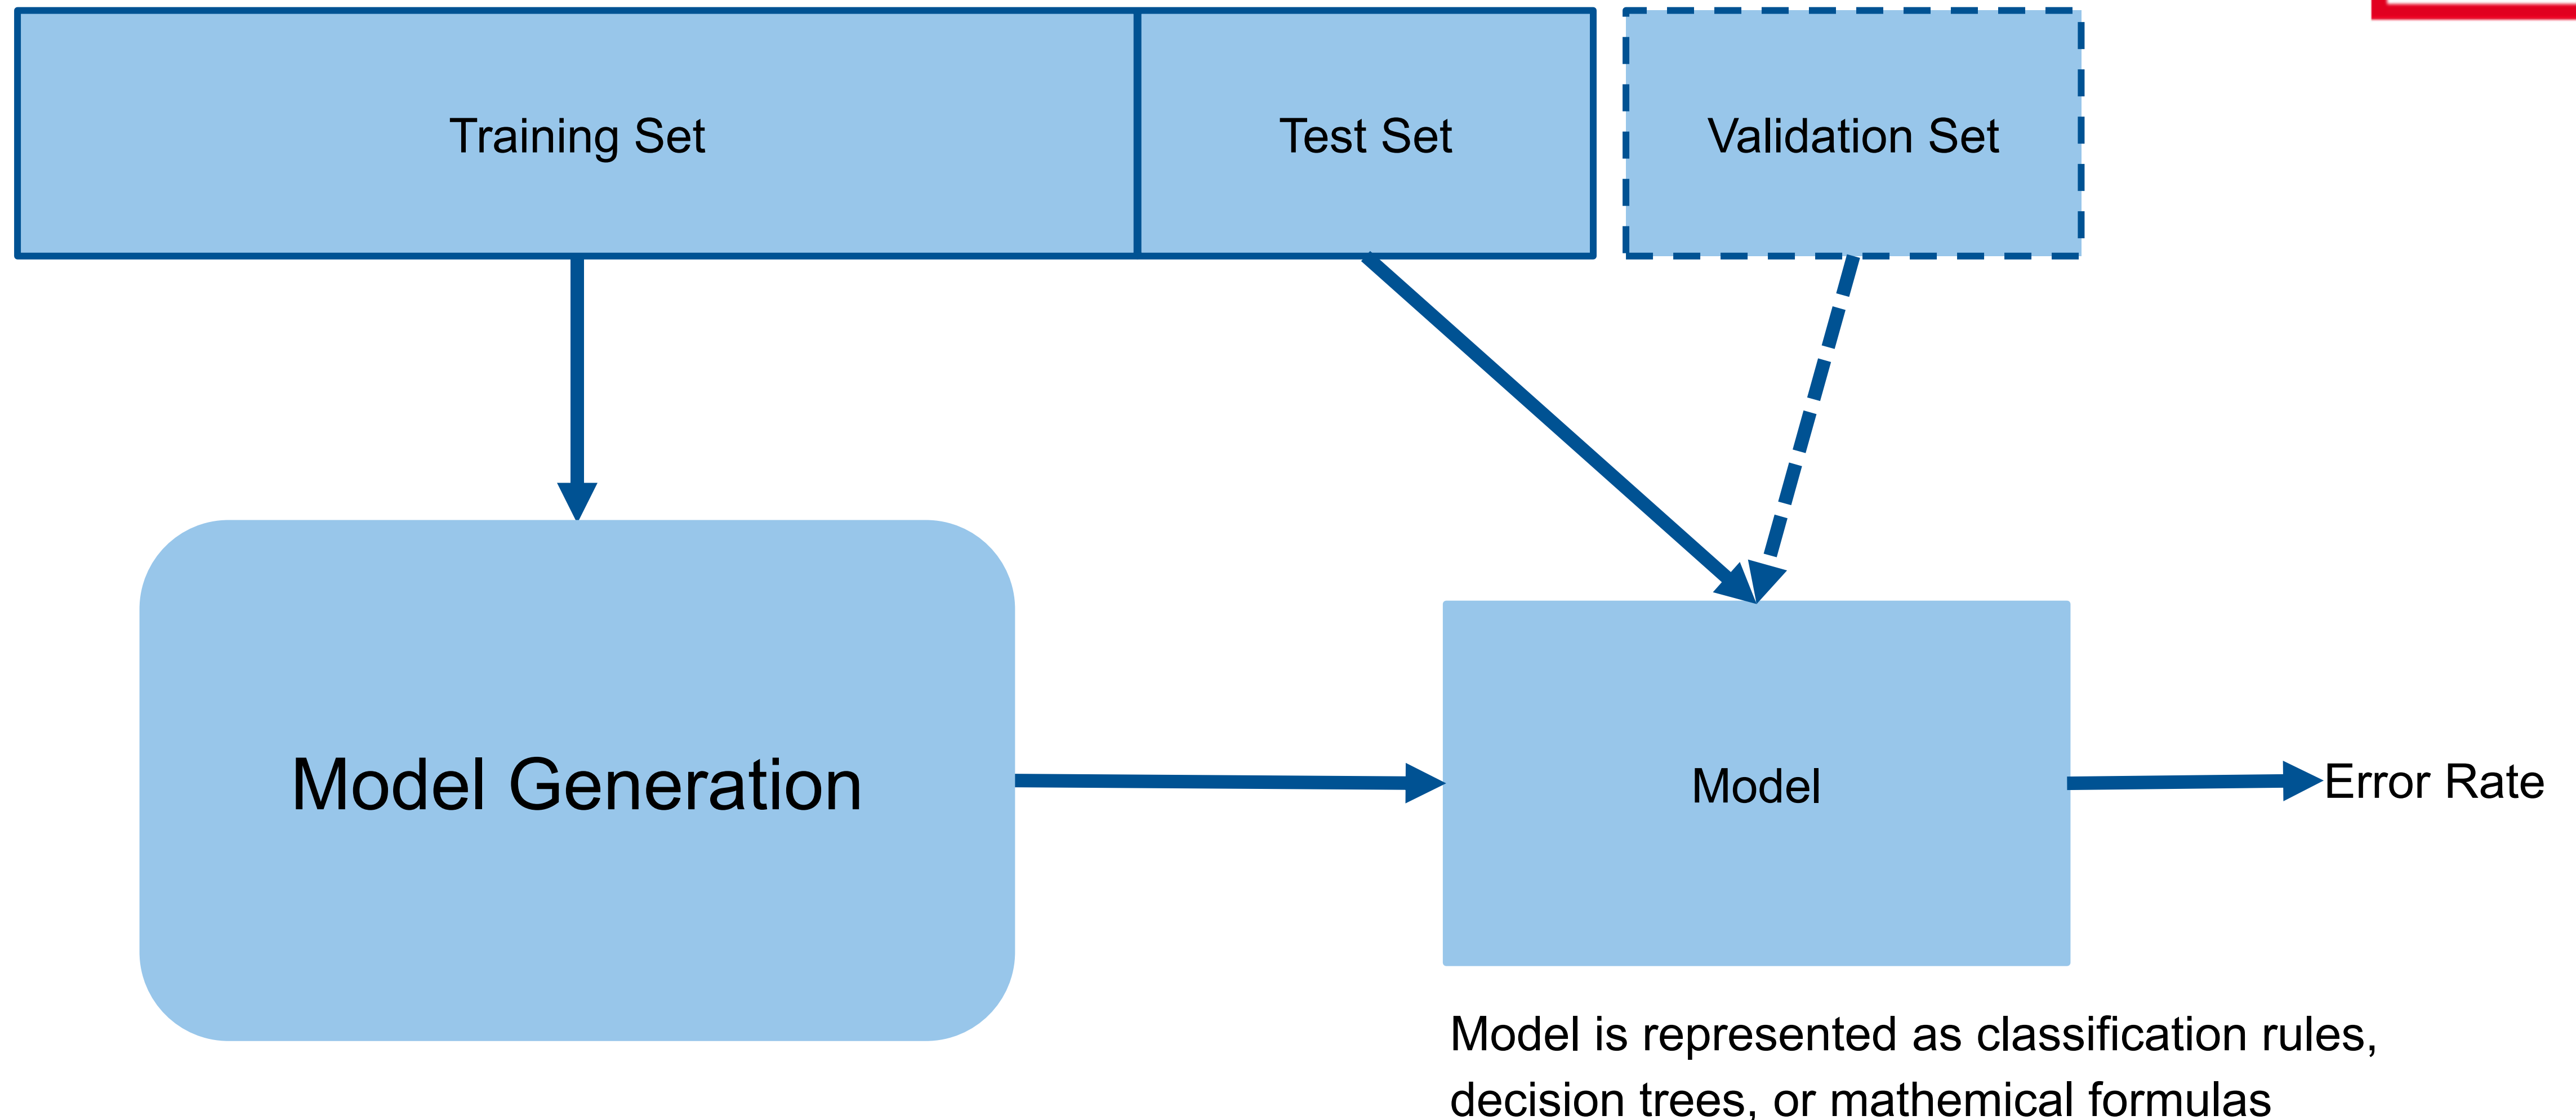 Training Set
Test Set
Validation Set
Model Generation
Model
Error Rate
Model is represented as classification rules,
decision trees, or mathemical formulas